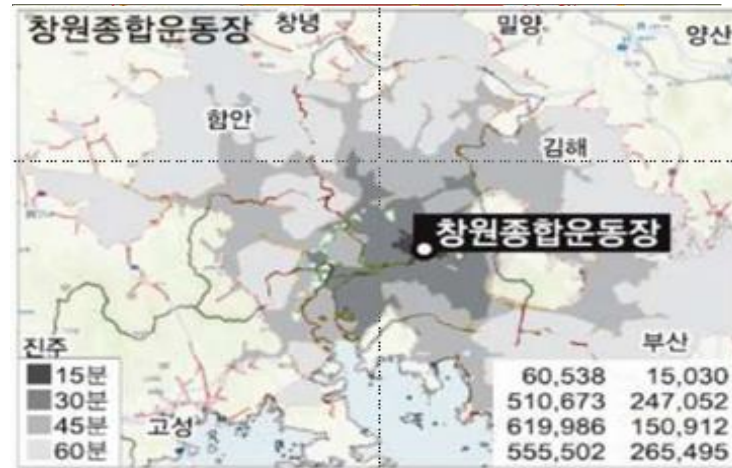 창원종합운동장
창녕
밀양
양산
함안
김해
창원종합운동장
진주
고성
부산
15분
30분
45분
60분
60,538 15,030
510,673 247,052
619,986 150,912
555,502 265,495